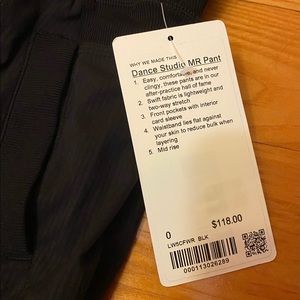 WHY WE MADE THIS
Dance Studio MR Pant
1. Easy, comfortable, and never
clingy, these pants are in our
after-practice hall of fame
2. Swift fabric is lightweight and
two-way stretch
3. Front pockets with interior
card sleeve
4. Waistband lies flat against
your skin to reduce bulk when
layering
5. Mid rise
0 $118.00
LW5CFWR BLK
000113026289